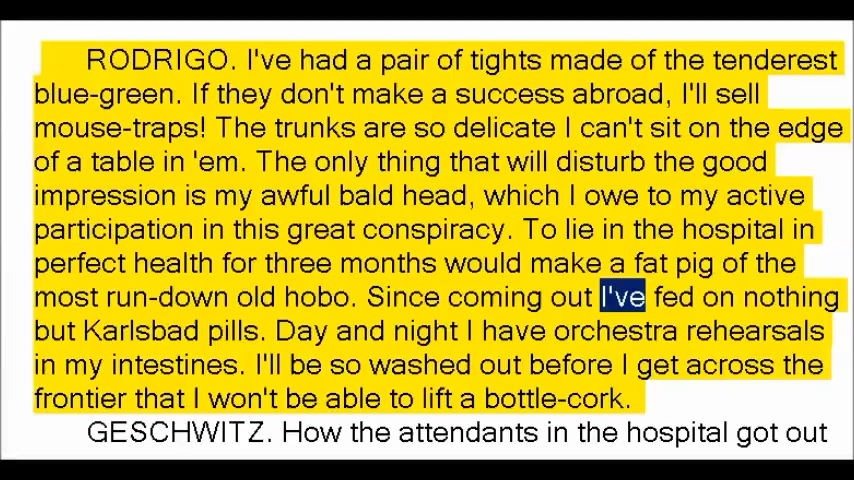 RODRIGO. I've had a pair of tights made of the tenderest
blue-green. If they don't make a success abroad, I'll sell
mouse-traps! The trunks are so delicate I can't sit on the edge
of a table in 'em. The only thing that will disturb the good
impression is my awful bald head, which I owe to my active
participation in this great conspiracy. To lie in the hospital in
perfect health for three months would make a fat pig of the
most run-down old hobo. Since coming out I've fed on nothing
but Karlsbad pills. Day and night I have orchestra rehearsals
in my intestines. I'll be so washed out before I get across the
frontier that I won't be able to lift a bottle-cork.
GESCHWITZ. How the attendants in the hospital got out